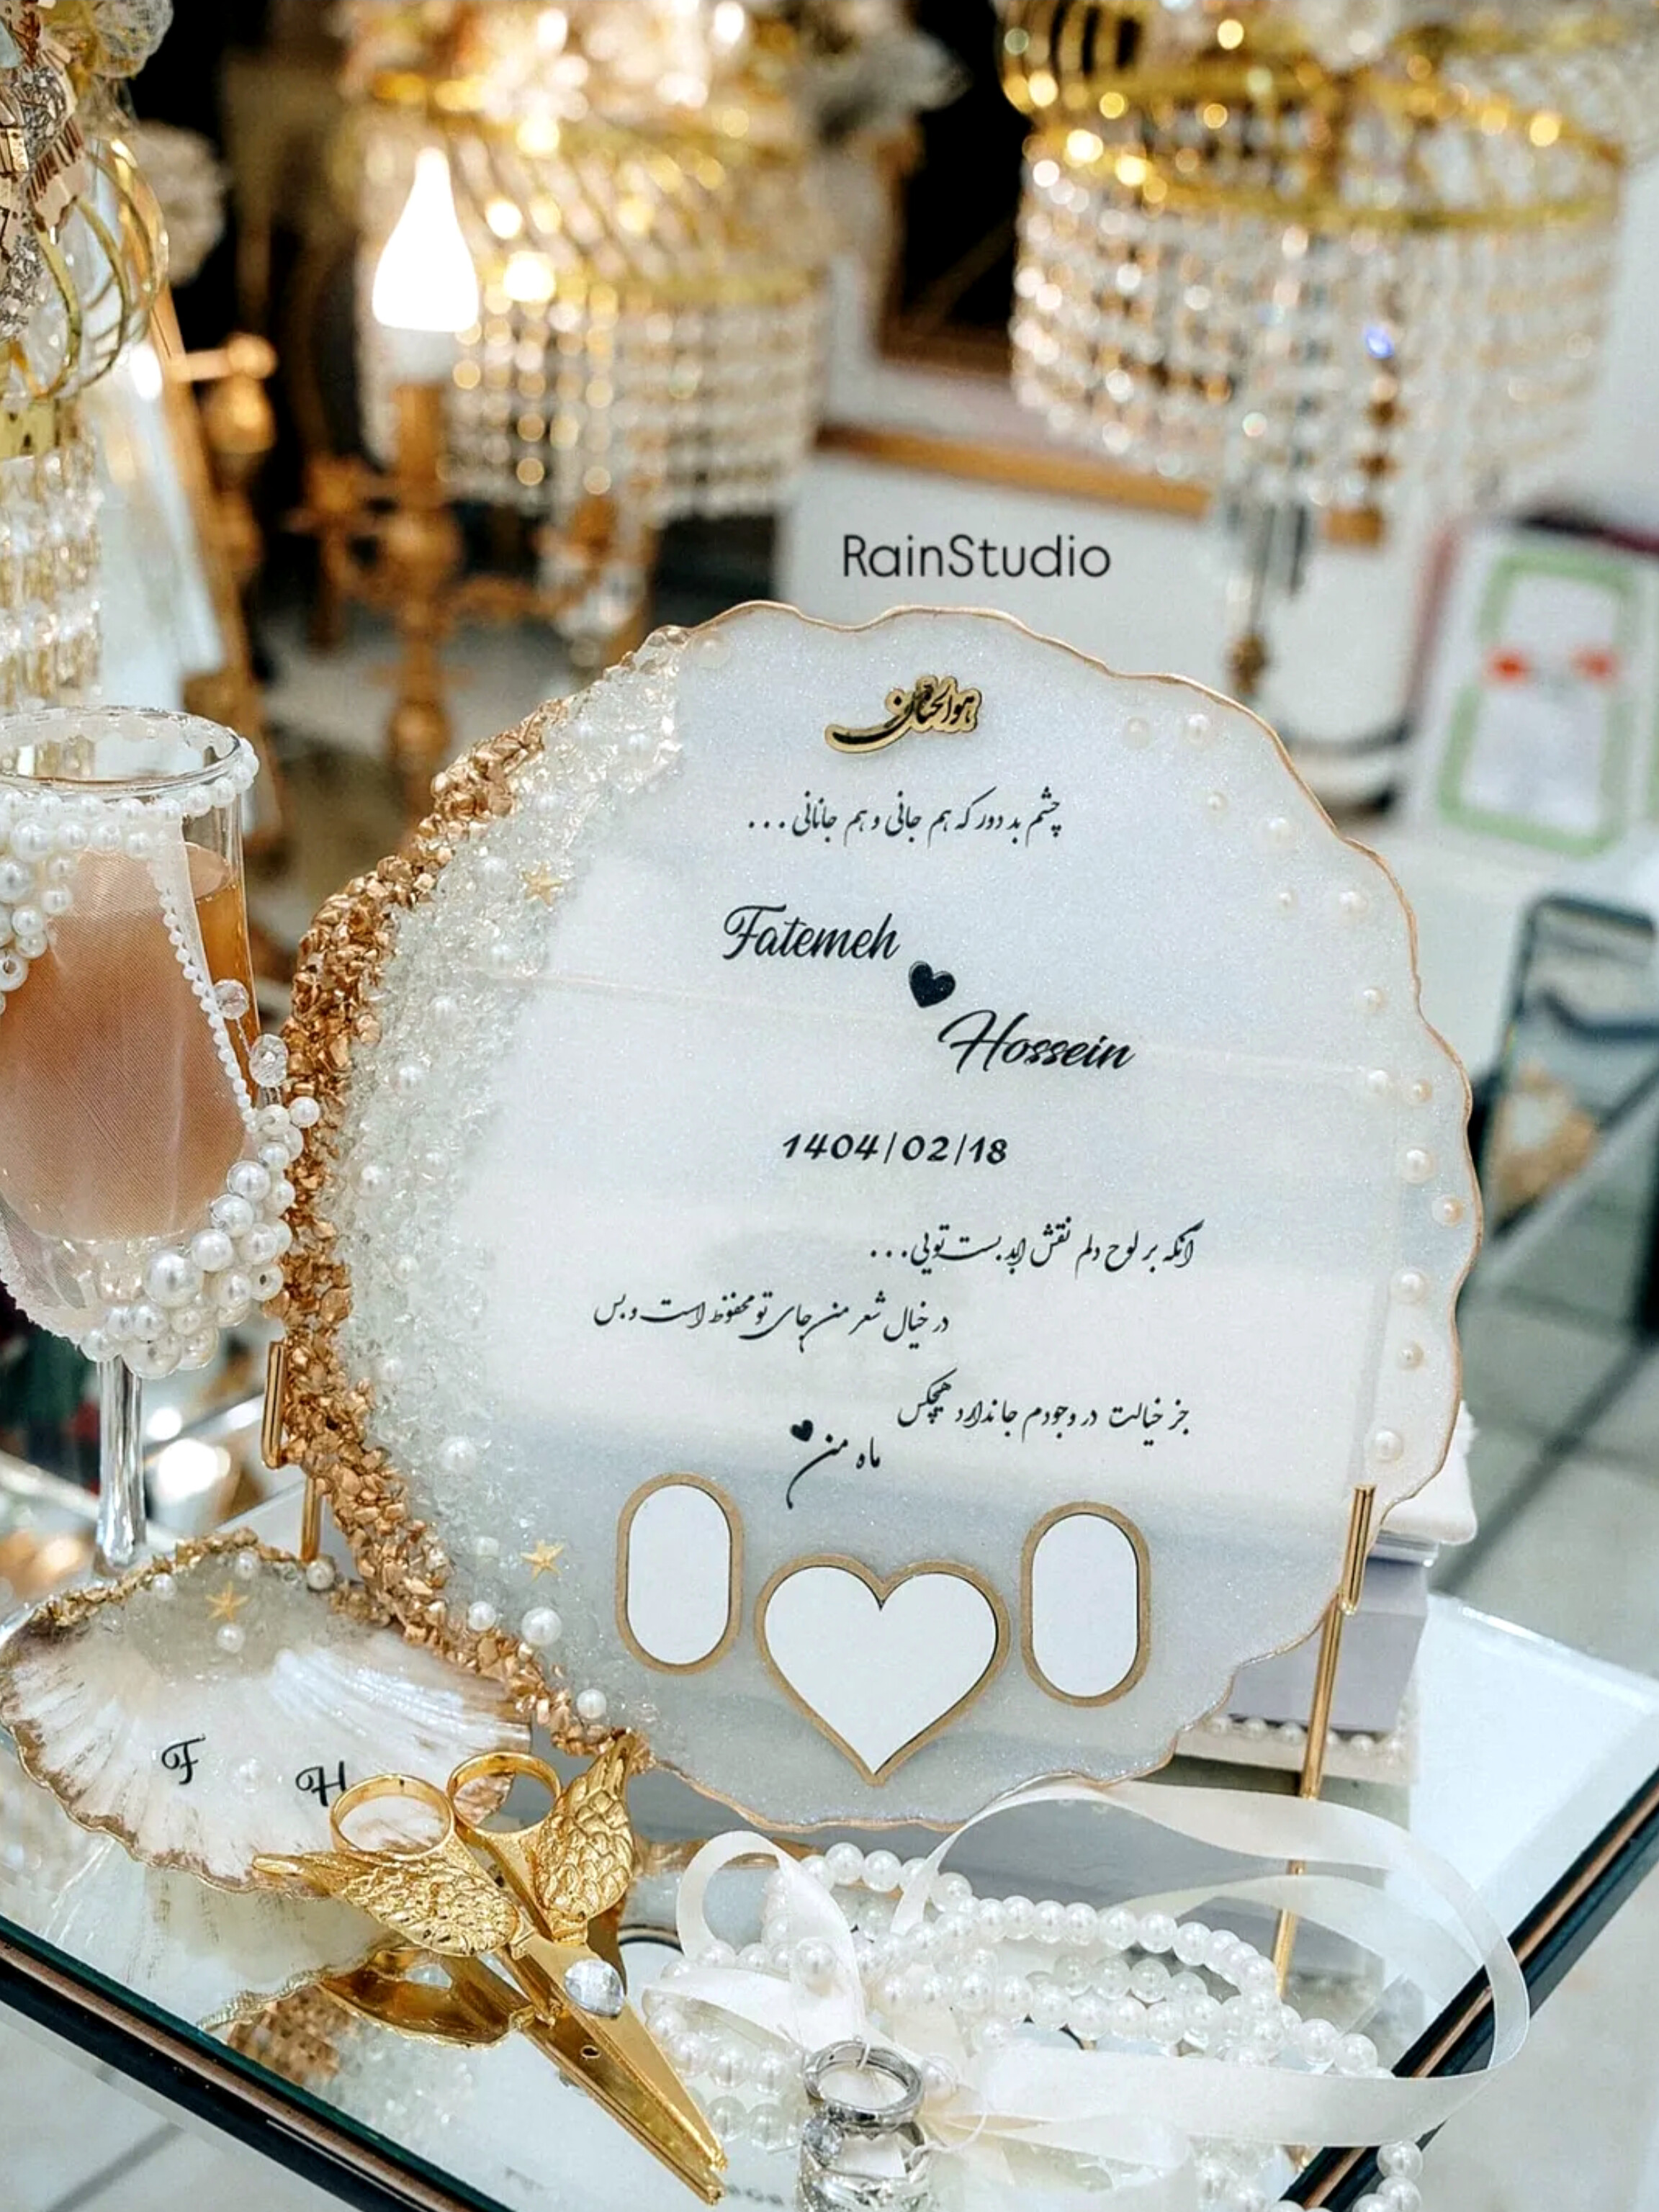 RainStudio
هوالحنان
چشم بد دور که هم جانی و هم جانانی...
Fatemeh
Hossein
1404/02/18
آنکه بر لوح دلم نقش ابد بست تویی...
در خیال شعر من جای تو محفوظ است و بس
جز خیالت در وجودم جا ندارد هیچکس
ماه من
F
H